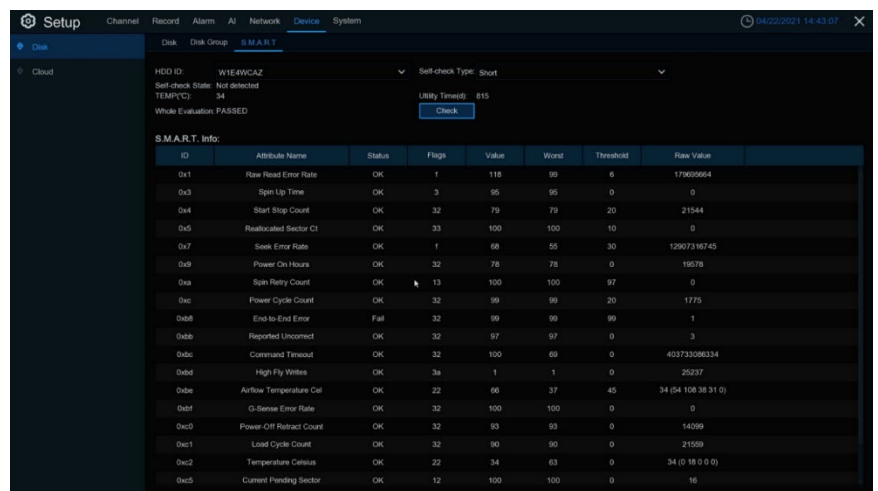 Setup Channel Record Alarm AI Network Device System 04/22/2021 14:43:07
Disk
Cloud
Disk Disk Group S.M.A.R.T
HDD ID: W1E4WCAZ Self-check Type: Short
Self-check State: Not detected
TEMP(°C): 34 Utility Time(d): 815
Whole Evaluation: PASSED Check
S.M.A.R.T. Info:
ID Attribute Name Status Flags Value Worst Threshold Raw Value
0x1 Raw Read Error Rate OK f 118 99 6 179695664
0x3 Spin Up Time OK 3 95 95 0 0
0x4 Start Stop Count OK 32 79 79 20 21544
0x5 Reallocated Sector Ct OK 33 100 100 10 0
0x7 Seek Error Rate OK f 68 55 30 12907316745
0x9 Power On Hours OK 32 78 78 0 19578
0xa Spin Retry Count OK 13 100 100 97 0
0xc Power Cycle Count OK 32 99 99 20 1775
0xb8 End-to-End Error Fail 32 99 99 99 1
0xbb Reported Uncorrect OK 32 97 97 0 3
0xbc Command Timeout OK 32 100 69 0 403733086334
0xbd High Fly Writes OK 3a 1 1 0 25237
0xbe Airflow Temperature Cel OK 22 66 37 45 34 (54 108 38 31 0)
0xbf G-Sense Error Rate OK 32 100 100 0 0
0xc0 Power-Off Retract Count OK 32 93 93 0 14099
0xc1 Load Cycle Count OK 32 90 90 0 21559
0xc2 Temperature Celsius OK 22 34 63 0 34 (0 18 0 0 0)
0xc5 Current Pending Sector OK 12 100 100 0 16